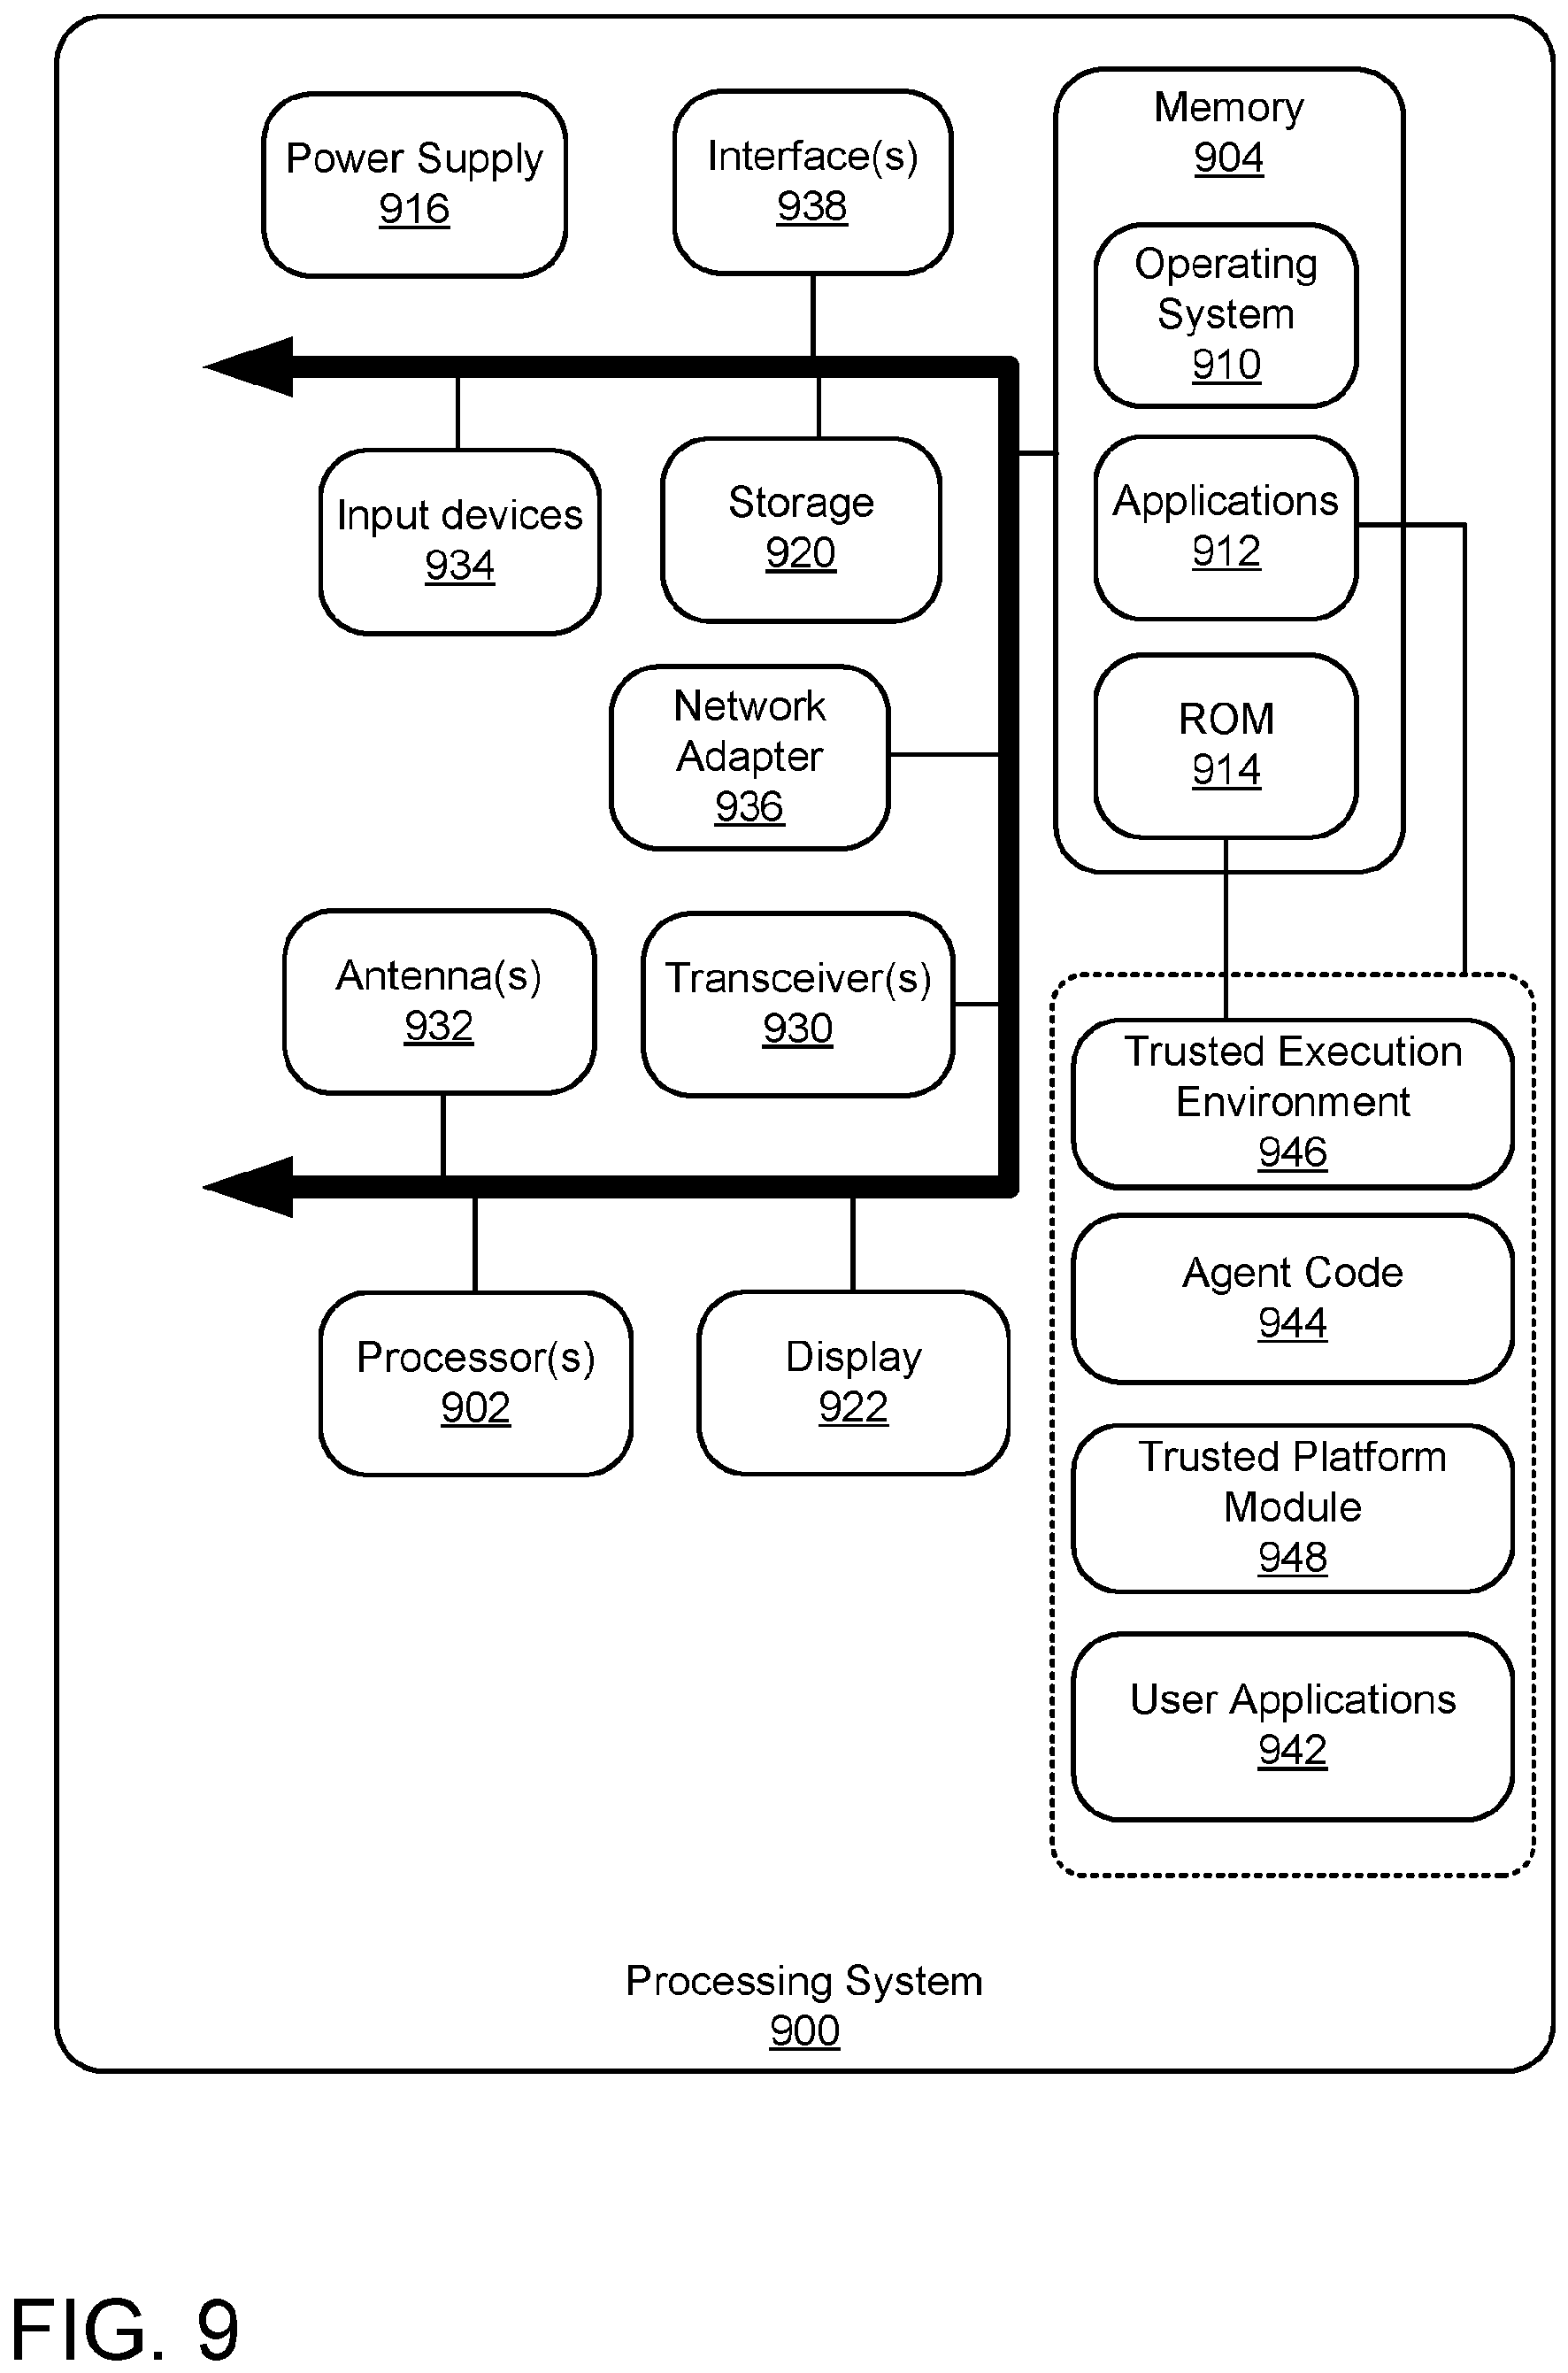 Power Supply
916
Interface(s)
938
Memory
904
Operating
System
910
Applications
912
ROM
914
Input devices
934
Storage
920
Network
Adapter
936
Antenna(s)
932
Transceiver(s)
930
Processor(s)
902
Display
922
Trusted Execution
Environment
946
Agent Code
944
Trusted Platform
Module
948
User Applications
942
Processing System
900
FIG. 9